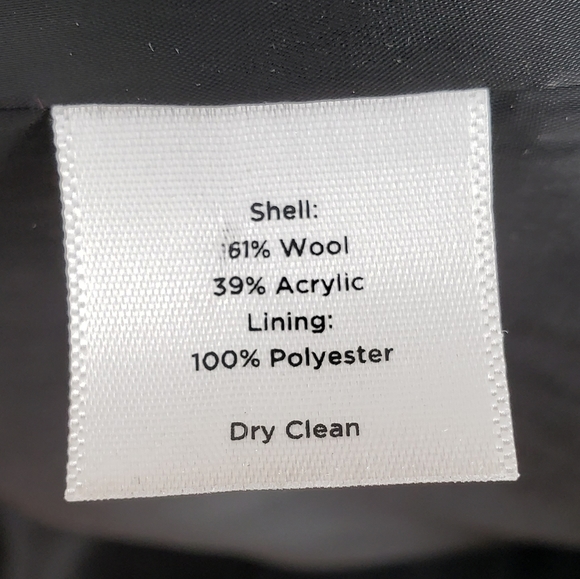 Shell:
61% Wool
39% Acrylic
Lining:
100% Polyester
Dry Clean